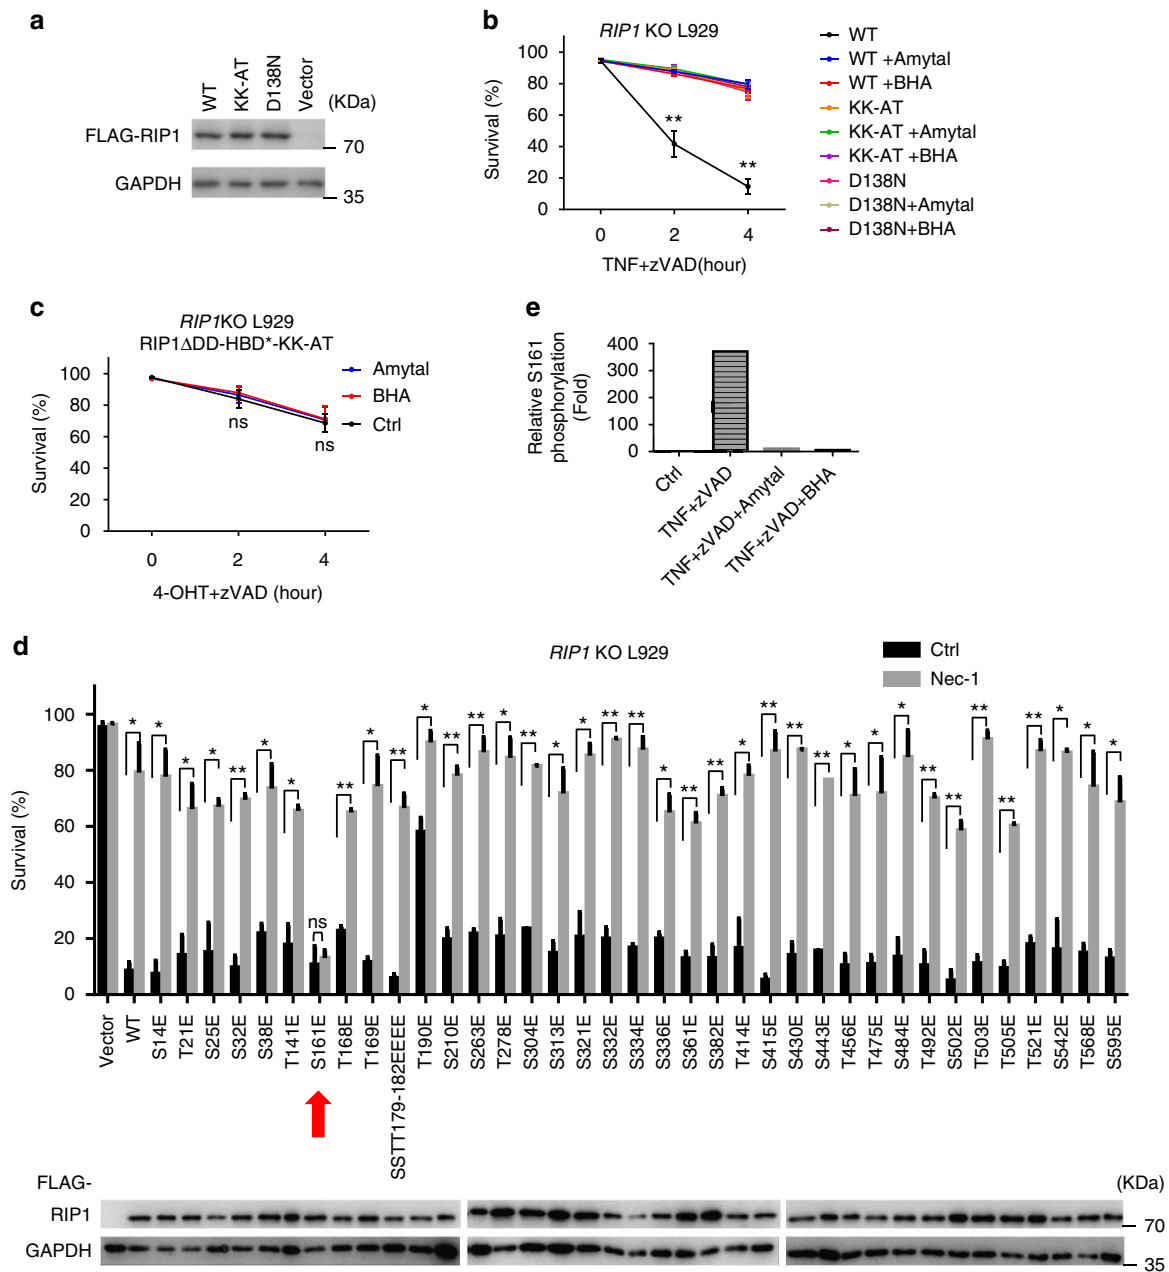 a
WT
KK-AT
D138N
Vector
(KDa)
FLAG-RIP1
70
GAPDH
35
b
RIP1 KO L929
Survival (%)
100
80
60
40
20
0
**
**
0 2 4
TNF+zVAD(hour)
WT
WT +Amytal
WT +BHA
KK-AT
KK-AT +Amytal
KK-AT +BHA
D138N
D138N+Amytal
D138N+BHA
c
RIP1KO L929
RIP1ΔDD-HBD*-KK-AT
Survival (%)
100
80
60
40
20
0
ns
ns
0 2 4
4-OHT+zVAD (hour)
Amytal
BHA
Ctrl
e
Relative S161
phosphorylation
(Fold)
400
300
200
100
0
Ctrl
TNF+zVAD
TNF+zVAD+Amytal
TNF+zVAD+BHA
d
RIP1 KO L929
Ctrl
Nec-1
Survival (%)
100
80
60
40
20
0
* * * * ** * * ns ** * ** * ** ** * ** * * ** ** * ** ** * ** ** ** * * * ** ** ** ** ** * * *
Vector
WT
S14E
T21E
S25E
S32E
S38E
T141E
S161E
T168E
T169E
SSTT179-182EEEE
T190E
S210E
S263E
T278E
S304E
S313E
S321E
S332E
S334E
S336E
S361E
S382E
T414E
S415E
S430E
S443E
T456E
T475E
S484E
T492E
S502E
T503E
T505E
T521E
S542E
T568E
S595E
FLAG-
RIP1
(KDa)
70
GAPDH
35